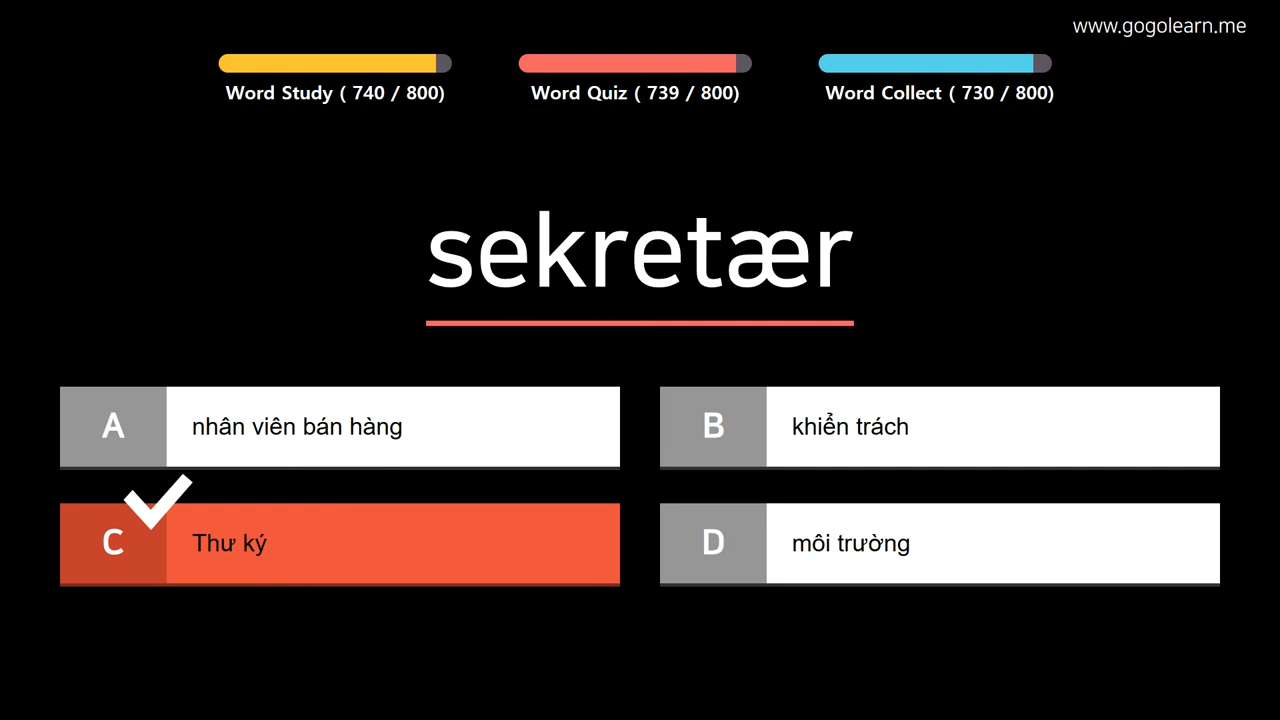 www.gogolearn.me
Word Study ( 740 / 800)
Word Quiz ( 739 / 800)
Word Collect ( 730 / 800)
sekretær
A
nhân viên bán hàng
B
khiển trách
C
Thư ký
D
môi trường